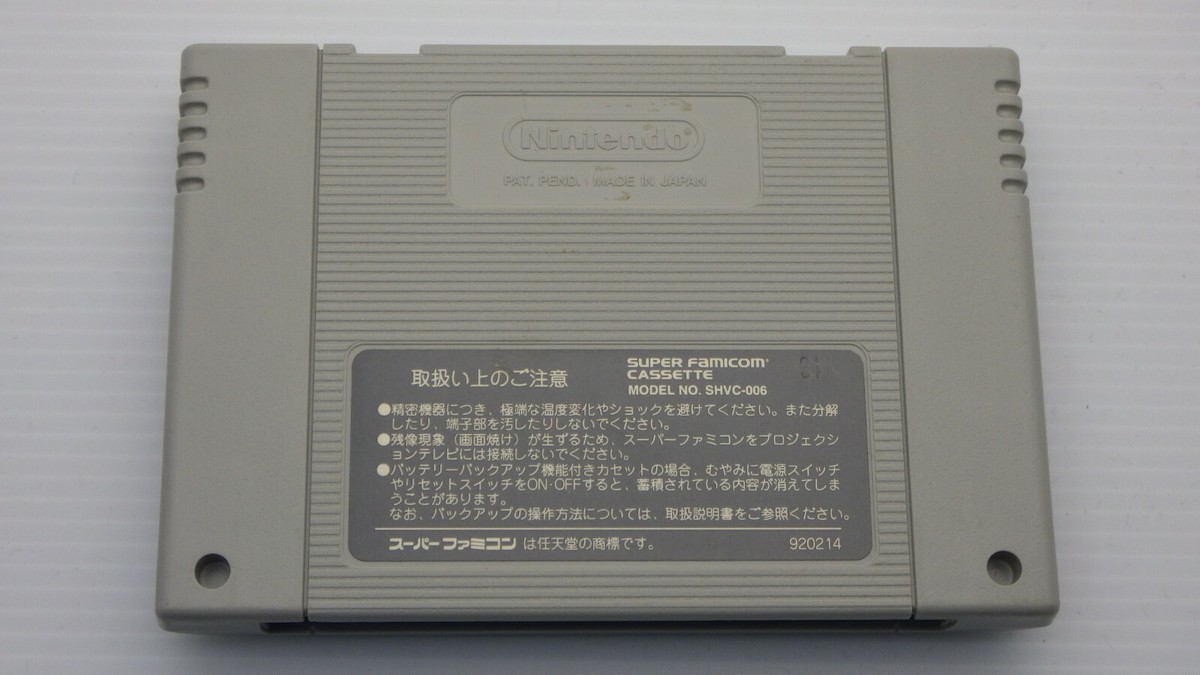 Nintendo®
PAT. PEND. MADE IN JAPAN
取扱い上のご注意
SUPER FAMICOM
CASSETTE
MODEL NO. SHVC-006
●精密機器につき、極端な温度変化やショックを避けてください。また分解
したり、端子部を汚したりしないでください。
●残像現象（画面焼け）が生ずるため、スーパーファミコンをプロジェクシ
ョンテレビには接続しないでください。
●バッテリーバックアップ機能付きカセットの場合、むやみに電源スイッチ
やリセットスイッチをON・OFFすると、蓄積されている内容が消えてしま
うことがあります。
なお、バックアップの操作方法については、取扱説明書をご参照ください。
スーパーファミコンは任天堂の商標です。 920214